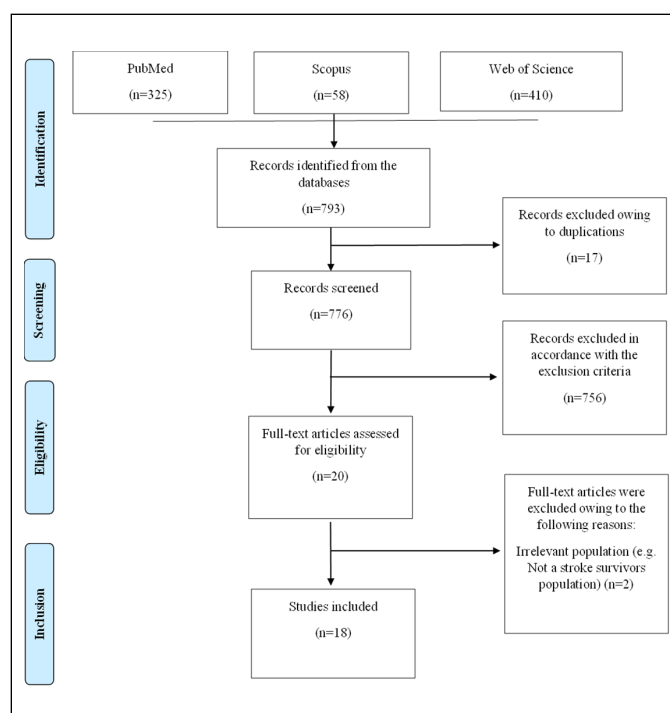 Identification
PubMed
(n=325)
Scopus
(n=58)
Web of Science
(n=410)
Records identified from the
databases
(n=793)
Records excluded owing
to duplications
(n=17)
Screening
Records screened
(n=776)
Records excluded in
accordance with the
exclusion criteria
(n=756)
Eligibility
Full-text articles assessed
for eligibility
(n=20)
Full-text articles were
excluded owing to the
following reasons:
Irrelevant population (e.g.
Not a stroke survivors
population) (n=2)
Inclusion
Studies included
(n=18)